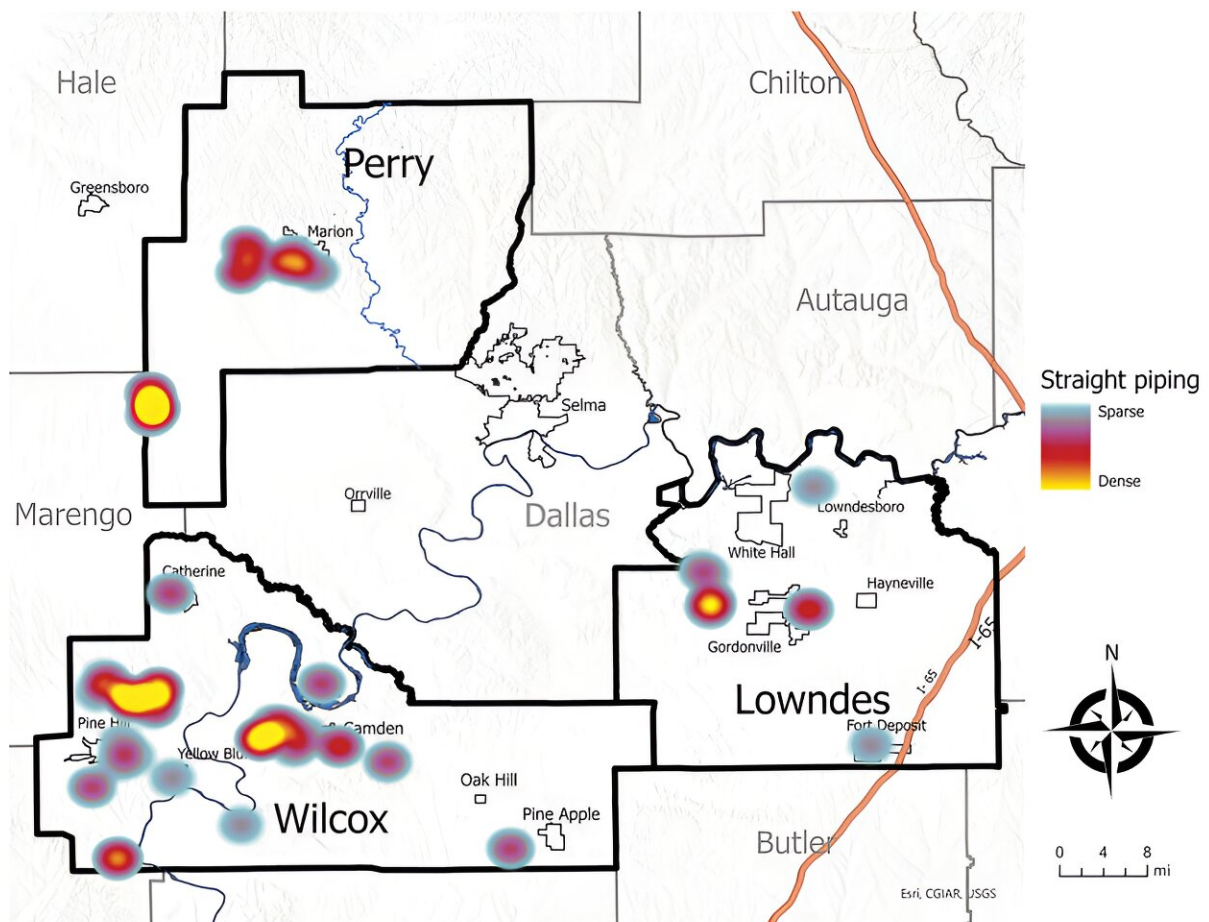 Hale
Chilton
Perry
Greensboro
Marion
Autauga
Straight piping
Sparse
Dense
Selma
Orrville
Marengo
Dallas
Lowndesboro
White Hall
Catherine
Hayneville
Gordonville
I-65
N
I-65
Lowndes
Pine Hill
Camden
Fort Deposit
Yellow
Oak Hill
Wilcox
Pine Apple
Butler
0 4 8
mi
Esri, CGIAR, USGS